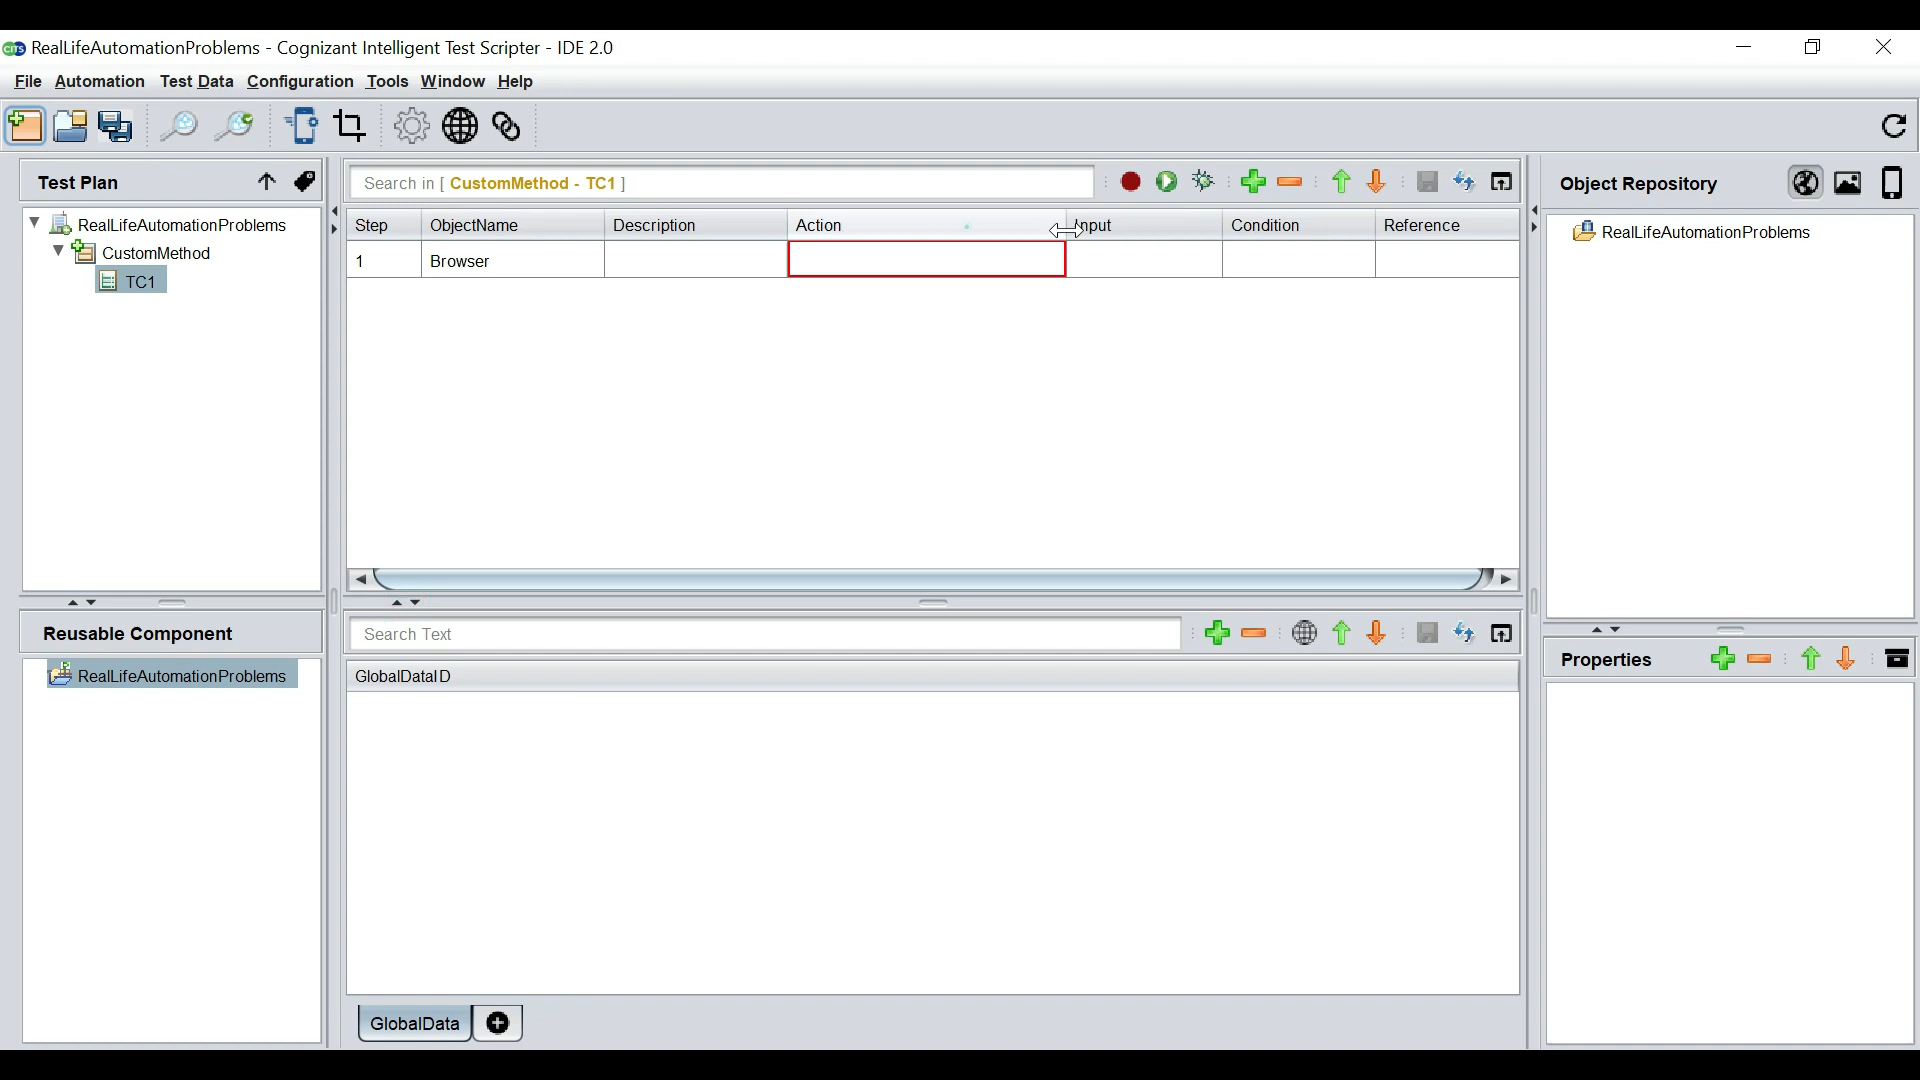 CITS RealLifeAutomationProblems - Cognizant Intelligent Test Scripter - IDE 2.0
File Automation Test Data Configuration Tools Window Help
Test Plan
Search in [ CustomMethod - TC1 ]
Object Repository
RealLifeAutomationProblems
CustomMethod
TC1
Step ObjectName Description Action Input Condition Reference
1 Browser
RealLifeAutomationProblems
Reusable Component
Search Text
Properties
RealLifeAutomationProblems
GlobalDataID
GlobalData